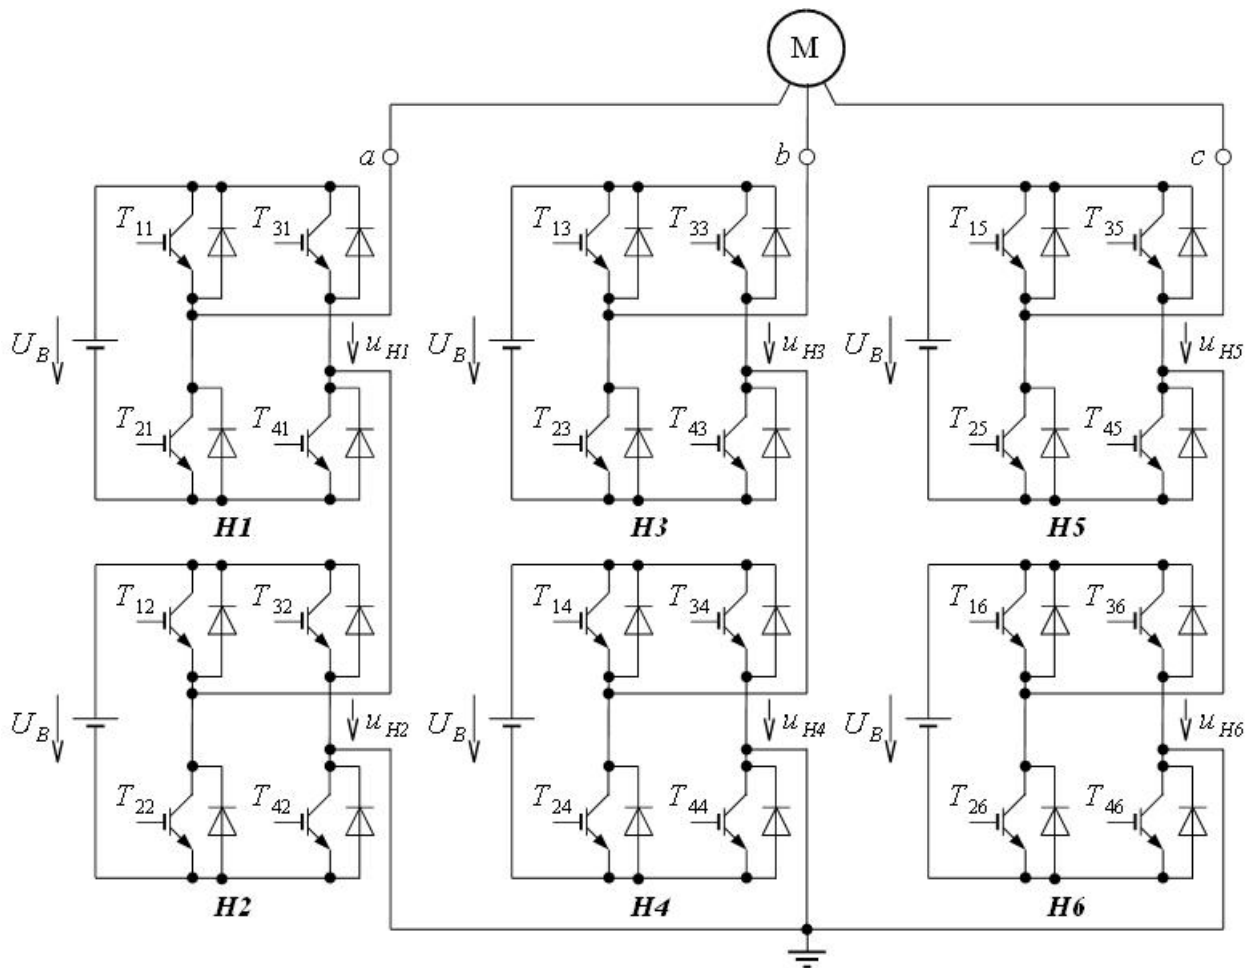 M
a b c
T11 T31 T13 T33 T15 T35
UB uH1 UB uH3 UB uH5
T21 T41 T23 T43 T25 T45
H1 H3 H5
T12 T32 T14 T34 T16 T36
UB uH2 UB uH4 UB uH6
T22 T42 T24 T44 T26 T46
H2 H4 H6